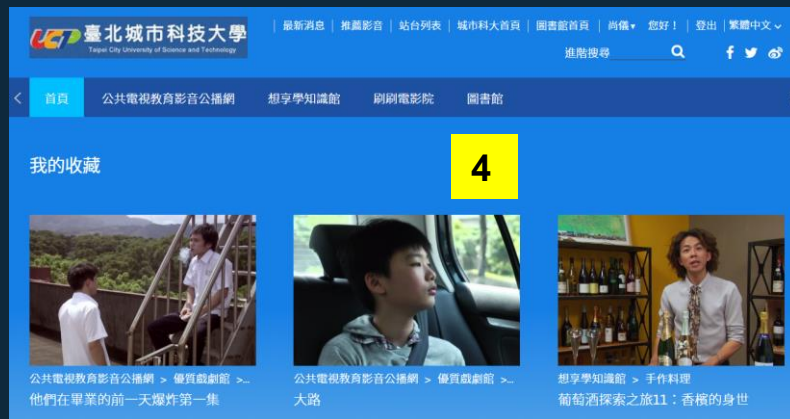 UCT 臺北城市科技大學
Taipei City University of Science and Technology
最新消息 | 推薦影音 | 站台列表 | 城市科大首頁 | 圖書館首頁 | 尚儀▾ 您好！ | 登出 | 繁體中文
進階搜尋
首頁 公共電視教育影音公播網 想享學知識館 刷刷電影院 圖書館
我的收藏
4
公共電視教育影音公播網 > 優質戲劇館 >...
他們在畢業的前一天爆炸第一集
公共電視教育影音公播網 > 優質戲劇館 >...
大路
想享學知識館 > 手作料理
葡萄酒探索之旅11：香檳的身世